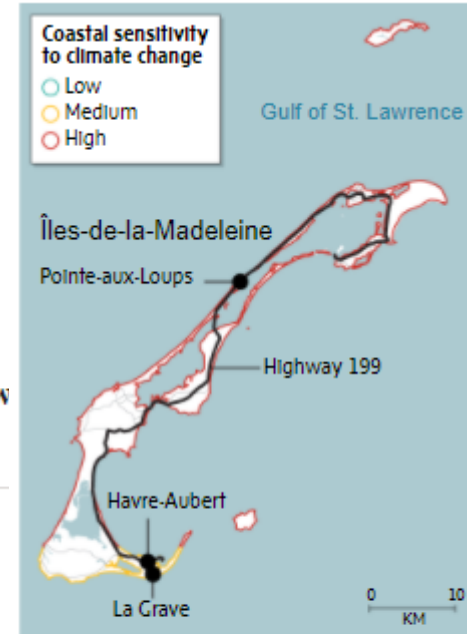 Coastal sensitivity
to climate change
Low
Medium
High
Gulf of St. Lawrence
Îles-de-la-Madeleine
Pointe-aux-Loups
Highway 199
Havre-Aubert
La Grave
0 10
KM